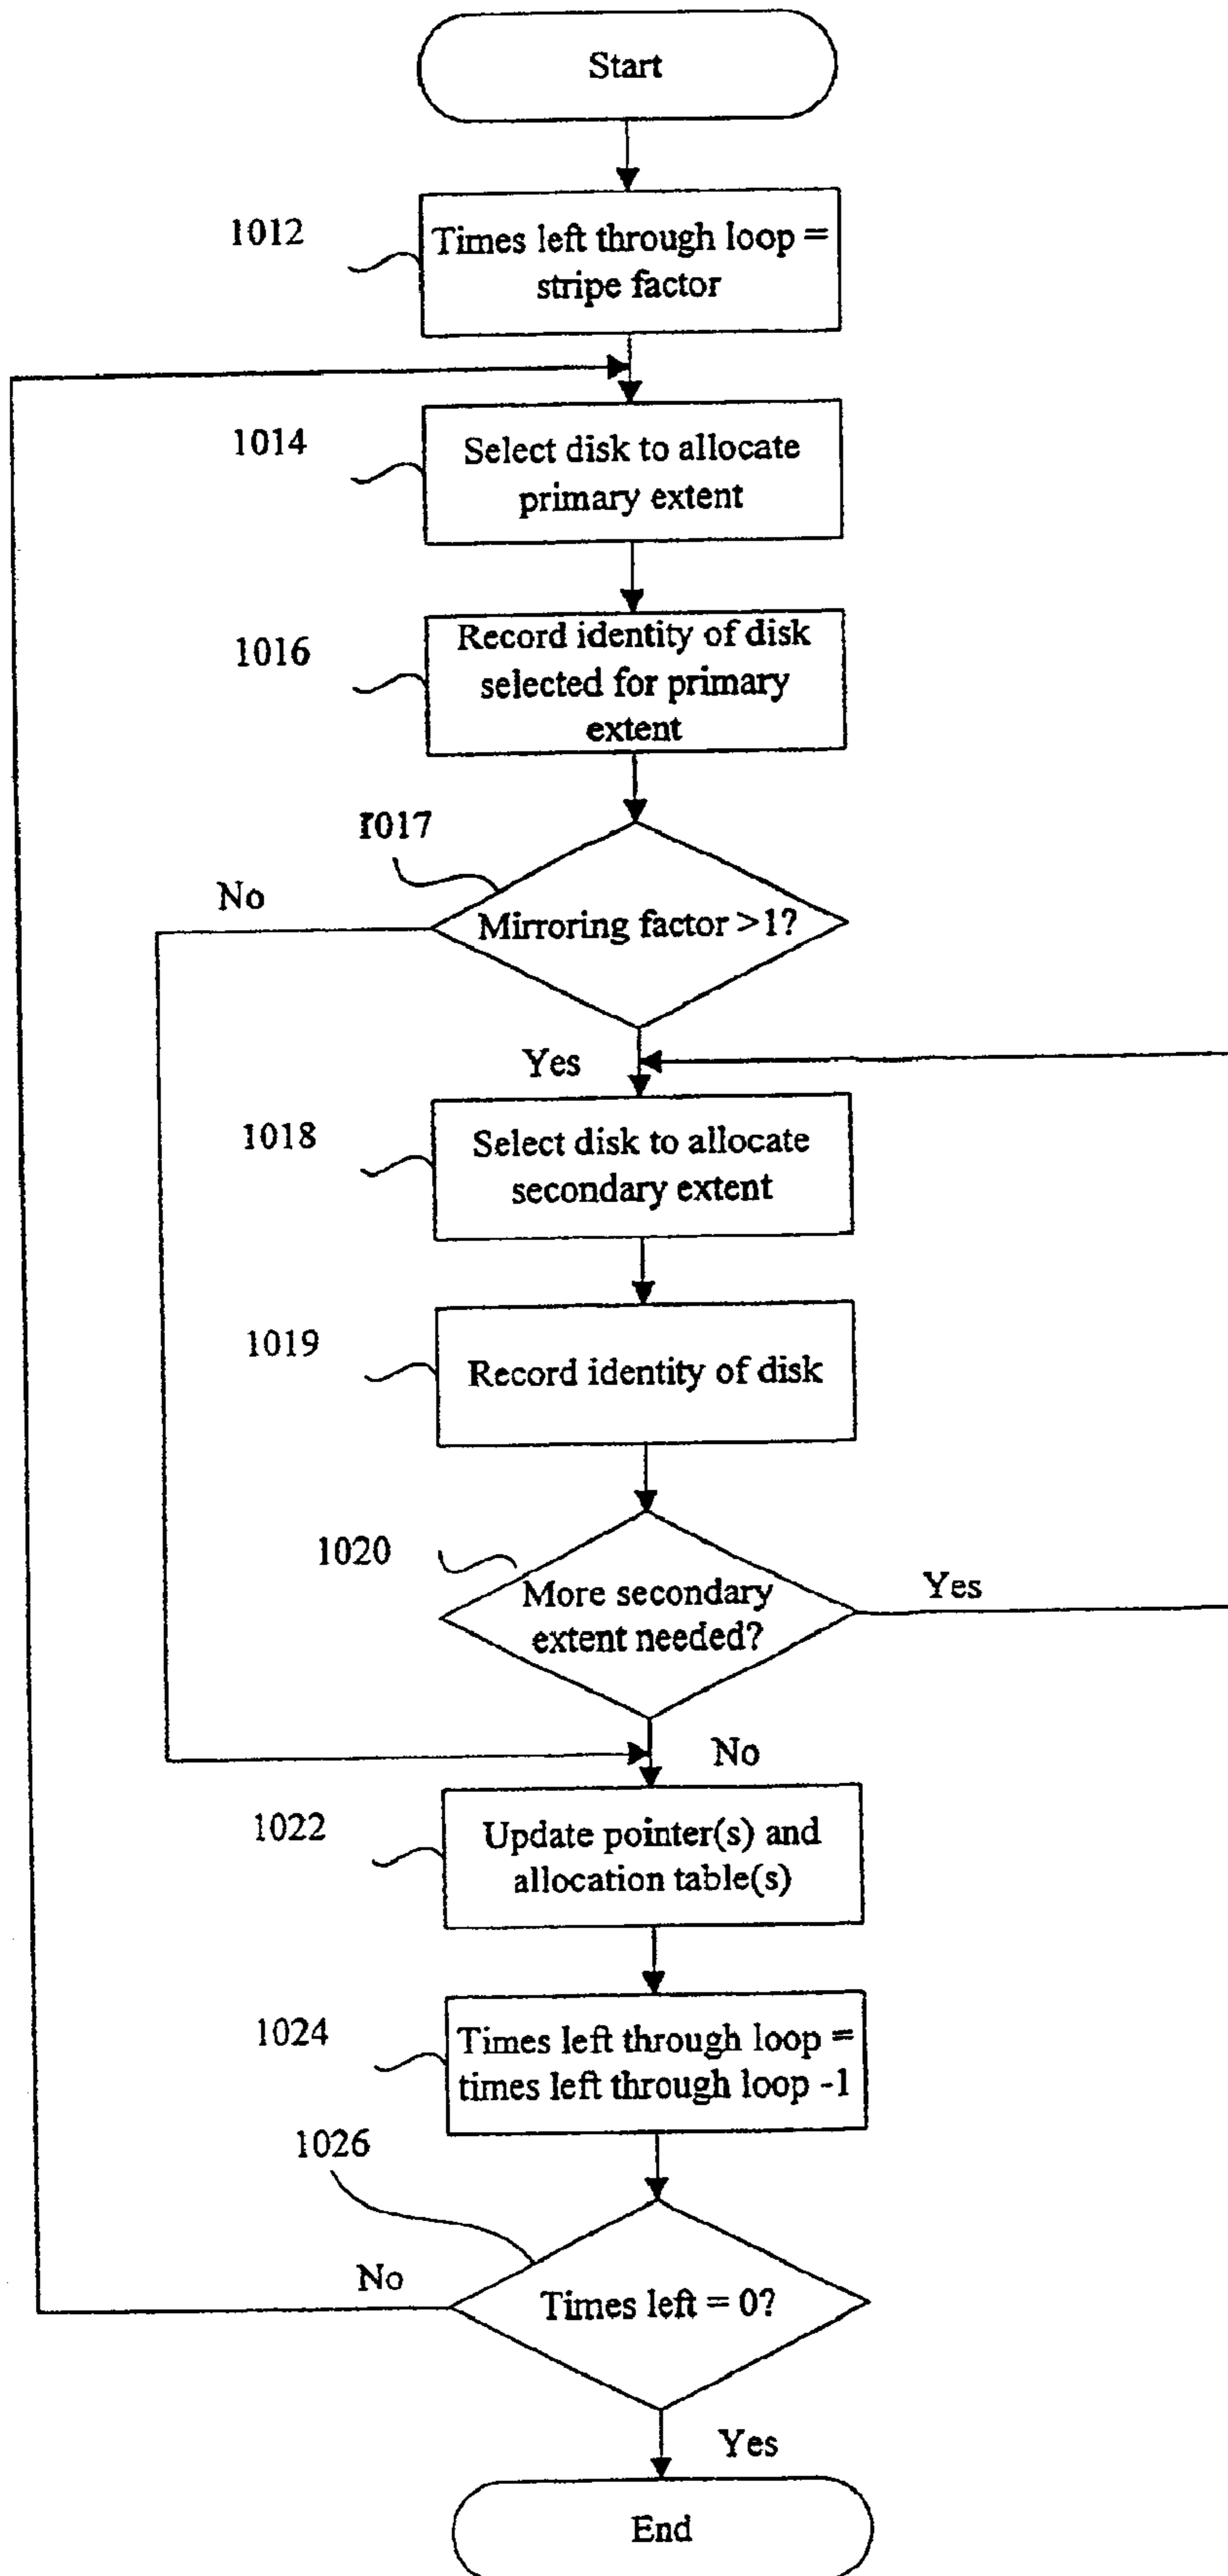 Start
1012
Times left through loop =
stripe factor
1014
Select disk to allocate
primary extent
1016
Record identity of disk
selected for primary
extent
1017
No
Mirroring factor >1?
Yes
1018
Select disk to allocate
secondary extent
1019
Record identity of disk
1020
More secondary
extent needed?
Yes
No
1022
Update pointer(s) and
allocation table(s)
1024
Times left through loop =
times left through loop -1
1026
No
Times left = 0?
Yes
End